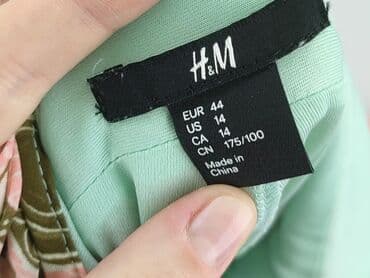 H&M
EUR 44
US 14
CA 14
CN 175/100
Made in
China